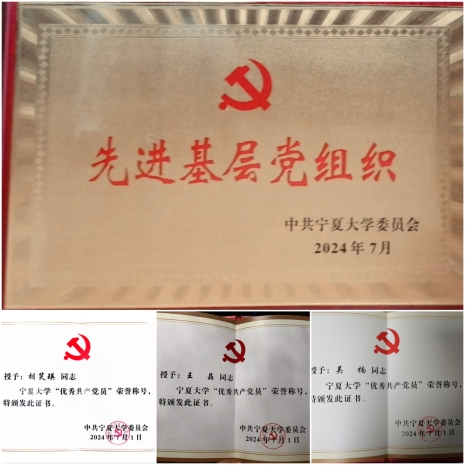 先进基层党组织
中共宁夏大学委员会
2024年7月
授予：刘笑瑛 同志
宁夏大学“优秀共产党员”荣誉称号，
特颁发此证书。
中共宁夏大学委员会
2024年7月1日
授予：王 磊 同志
宁夏大学“优秀共产党员”荣誉称号，
特颁发此证书。
中共宁夏大学委员会
2024年7月1日
授予：吴 杨 同志
宁夏大学“优秀共产党员”荣誉称号，
特颁发此证书。
中共宁夏大学委员会
2024年7月1日